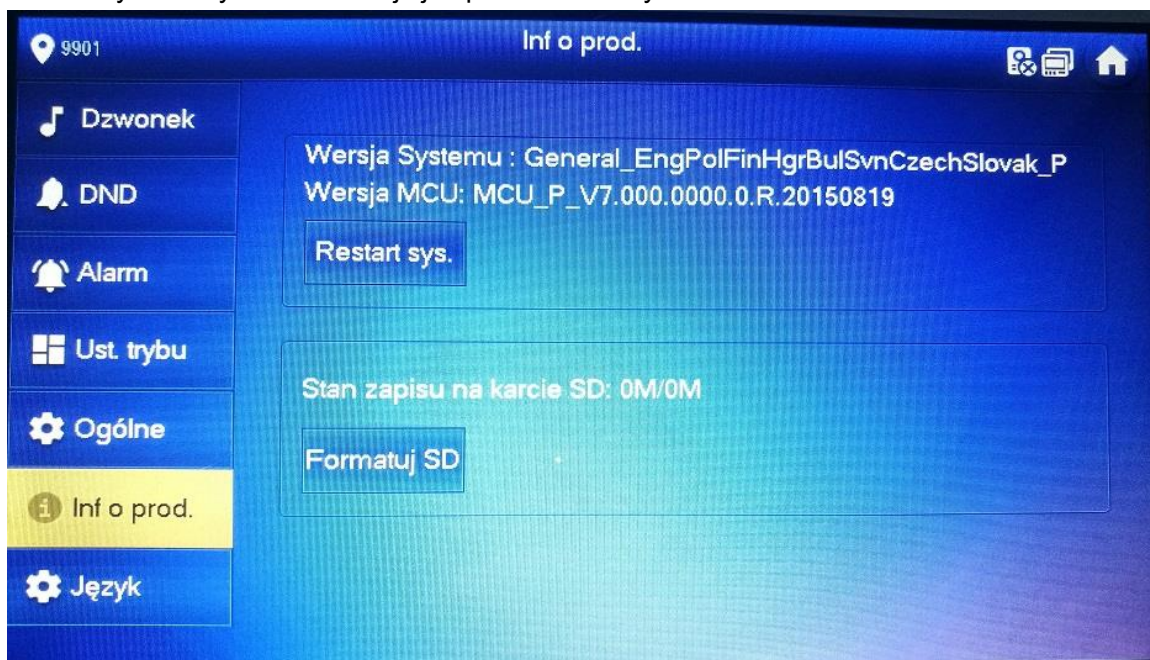 9901
Inf o prod.
Dzwonek
DND
Alarm
Ust. trybu
Ogólne
Inf o prod.
Język
Wersja Systemu : General_EngPolFinHgrBulSvnCzechSlovak_P
Wersja MCU: MCU_P_V7.000.0000.0.R.20150819
Restart sys.
Stan zapisu na karcie SD: 0M/0M
Formatuj SD